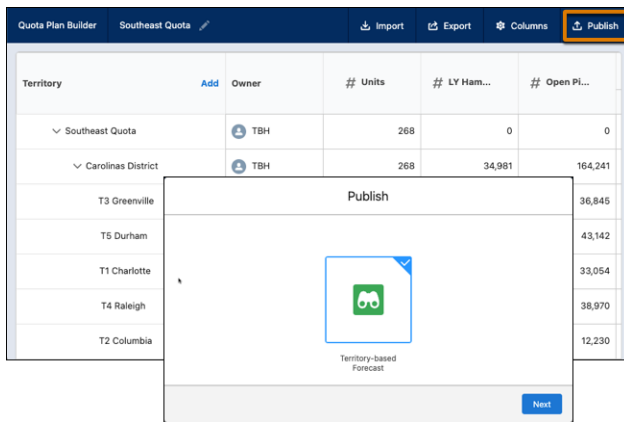 Quota Plan Builder Southeast Quota Import Export Columns Publish
Territory Add Owner # Units # LY Ham... # Open Pi...
Southeast Quota TBH 268 0 0
Carolinas District TBH 268 34,981 164,241
T3 Greenville 36,845
T5 Durham 43,142
T1 Charlotte 33,054
T4 Raleigh 38,970
T2 Columbia 12,230
Publish
Territory-based
Forecast
Next